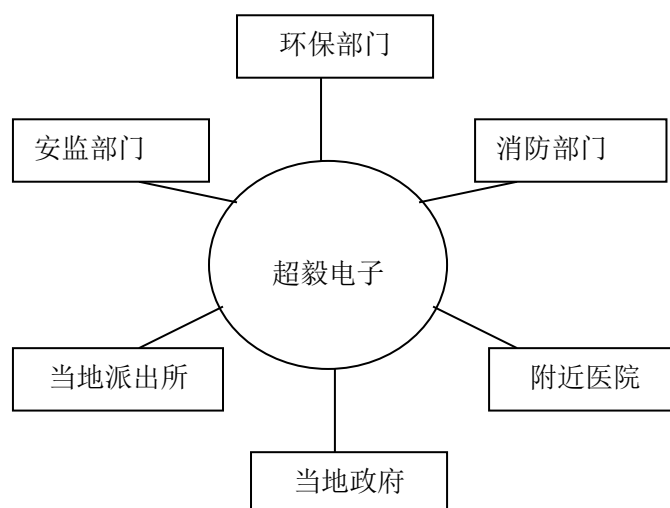 环保部门
安监部门
消防部门
超毅电子
当地派出所
附近医院
当地政府